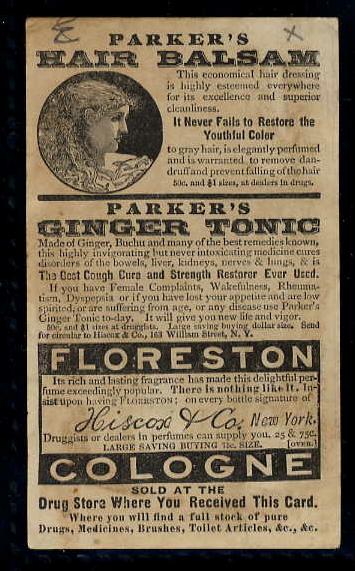 PARKER'S
HAIR BALSAM
This economical hair dressing
is highly esteemed everywhere
for its excellence and superior
cleanliness.
It Never Fails to Restore the
Youthful Color
to gray hair, is elegantly perfumed
and is warranted to remove dan-
druff and prevent falling of the hair
50c. and $1 sizes, at dealers in drugs.
PARKER'S
GINGER TONIC
Made of Ginger, Buchu and many of the best remedies known,
this highly invigorating but never intoxicating medicine cures
disorders of the bowels, liver, kidneys, nerves & lungs, & is
The Best Cough Cure and Strength Restorer Ever Used.
If you have Female Complaints, Wakefulness, Rheuma-
tism, Dyspepsia or if you have lost your appetite and are low
spirited; or are suffering from age, or any disease use Parker's
Ginger Tonic to-day. It will give you new life and vigor.
50c. and $1 sizes at druggists. Large saving buying dollar size. Send
for circular to Hiscox & Co., 163 William Street, N. Y.
FLORESTON
Its rich and lasting fragrance has made this delightful per-
fume exceedingly popular. There is nothing like it. In-
sist upon having FLORESTON; on every bottle signature of
Hiscox & Co. New York.
Druggists or dealers in perfumes can supply you. 25 & 75c.
LARGE SAVING BUYING 75c. SIZE. [OVER.]
COLOGNE
SOLD AT THE
Drug Store Where You Received This Card.
Where you will find a full stock of pure
Drugs, Medicines, Brushes, Toilet Articles, &c., &c.